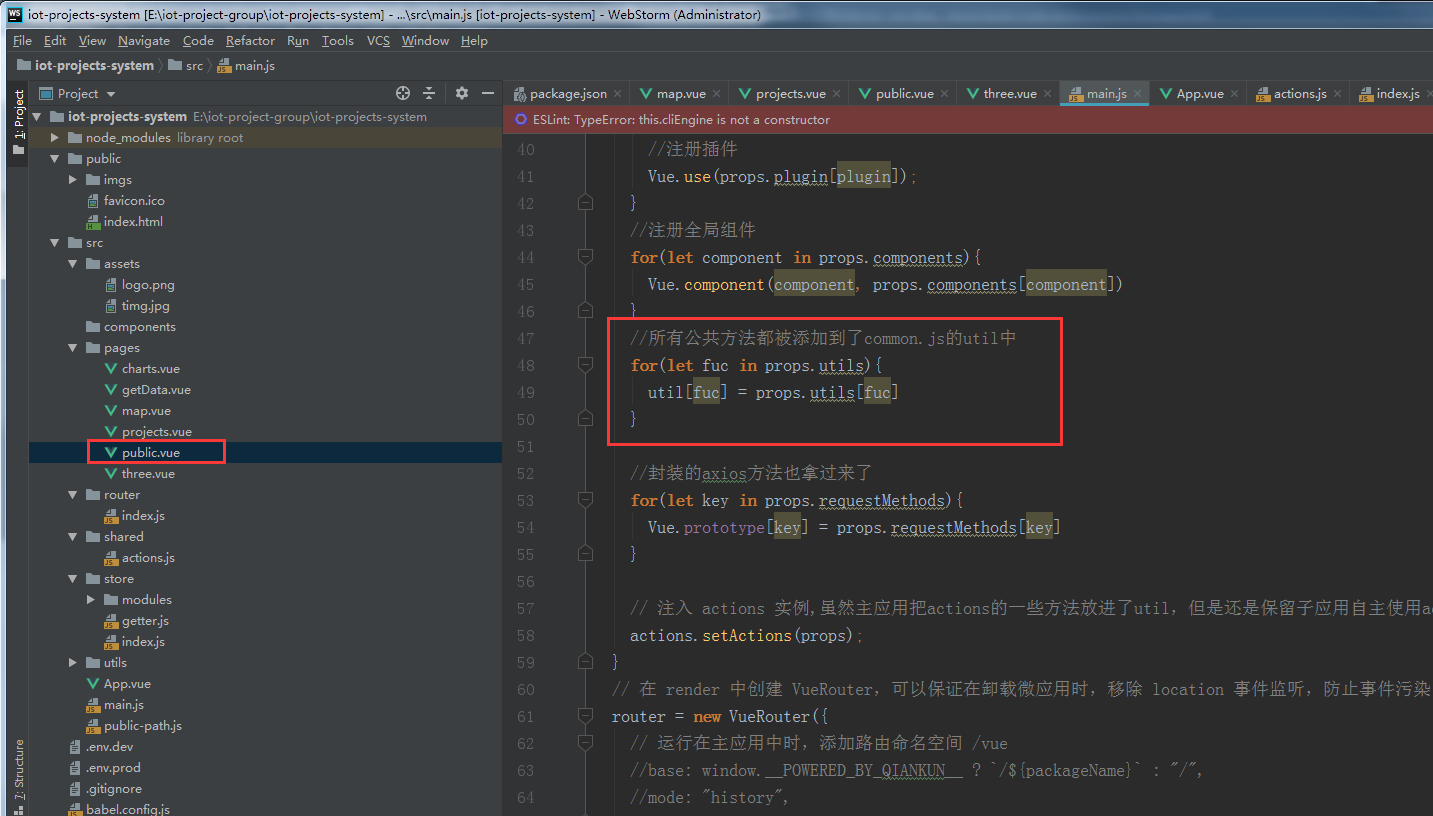 iot-projects-system [E:\iot-project-group\iot-projects-system] - ...\src\main.js [iot-projects-system] - WebStorm (Administrator)
File Edit View Navigate Code Refactor Run Tools VCS Window Help
iot-projects-system src main.js
1: Project
Project
iot-projects-system E:\iot-project-group\iot-projects-system
node_modules library root
public
imgs
favicon.ico
index.html
src
assets
logo.png
timg.jpg
components
pages
charts.vue
getData.vue
map.vue
projects.vue
public.vue
three.vue
router
index.js
shared
actions.js
store
modules
getter.js
index.js
utils
App.vue
main.js
public-path.js
.env.dev
.env.prod
.gitignore
babel.config.js
7: Structure
package.json map.vue projects.vue public.vue three.vue main.js App.vue actions.js index.js
ESLint: TypeError: this.cliEngine is not a constructor
40 //注册插件
41 Vue.use(props.plugin[plugin]);
42 }
43 //注册全局组件
44 for(let component in props.components){
45 Vue.component(component, props.components[component])
46 }
47 //所有公共方法都被添加到了common.js的util中
48 for(let fuc in props.utils){
49 util[fuc] = props.utils[fuc]
50 }
51
52 //封装的axios方法也拿过来了
53 for(let key in props.requestMethods){
54 Vue.prototype[key] = props.requestMethods[key]
55 }
56
57 // 注入 actions 实例,虽然主应用把actions的一些方法放进了util，但是还是保留子应用自主使用a
58 actions.setActions(props);
59 }
60 // 在 render 中创建 VueRouter，可以保证在卸载微应用时，移除 location 事件监听，防止事件污染
61 router = new VueRouter({
62 // 运行在主应用中时，添加路由命名空间 /vue
63 //base: window.__POWERED_BY_QIANKUN__ ? `/${packageName}` : "/",
64 //mode: "history",